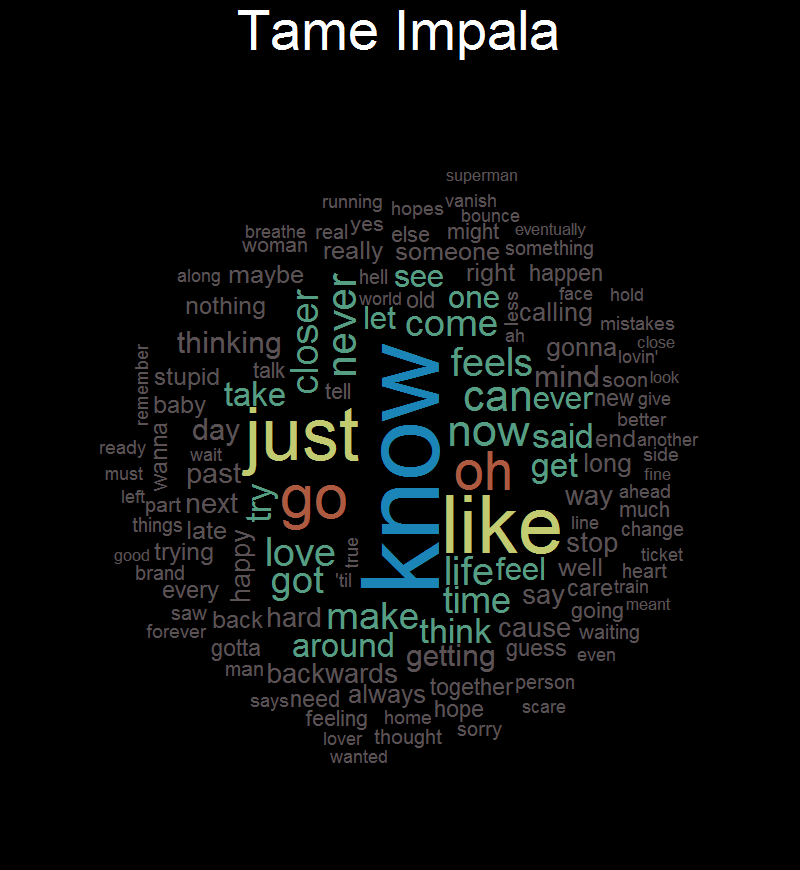 Tame Impala
superman
running
hopes
vanish
bounce
breathe
real
yes
else
might
eventually
woman
really
someone
something
along
maybe
hell
see
right
happen
nothing
closer
never
world
old
one
less
face
hold
let
come
calling
mistakes
thinking
ah
gonna
close
lovin'
remember
stupid
talk
feels
mind
soon
look
baby
take
tell
know
can
ever
new
give
day
just
now
said
end
better
another
ready
wanna
wait
oh
get
long
side
must
past
fine
left
part
next
try
go
like
way
ahead
much
things
late
line
change
good
trying
happy
love
true
stop
ticket
brand
every
got
'til
life
feel
well
care
train
heart
saw
back
hard
make
time
say
going
meant
forever
think
cause
waiting
gotta
around
getting
guess
even
man
backwards
together
person
says
need
always
feeling
home
hope
scare
lover
thought
sorry
wanted